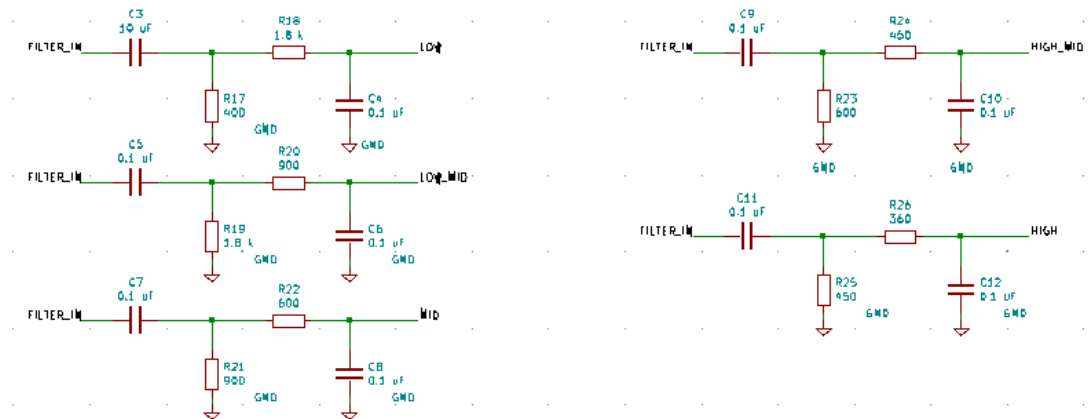 C3
10 uF
FILTER_IN
R18
1.8 k
LOW
R17
400
GND
C4
0.1 uF
GND
C5
0.1 uF
FILTER_IN
R20
900
LOW_MID
R19
1.8 k
GND
C6
0.1 uF
GND
C7
0.1 uF
FILTER_IN
R22
600
MID
R21
900
GND
C8
0.1 uF
GND
C9
0.1 uF
FILTER_IN
R24
450
HIGH_MID
R23
600
GND
C10
0.1 uF
GND
C11
0.1 uF
FILTER_IN
R26
360
HIGH
R25
450
GND
C12
0.1 uF
GND